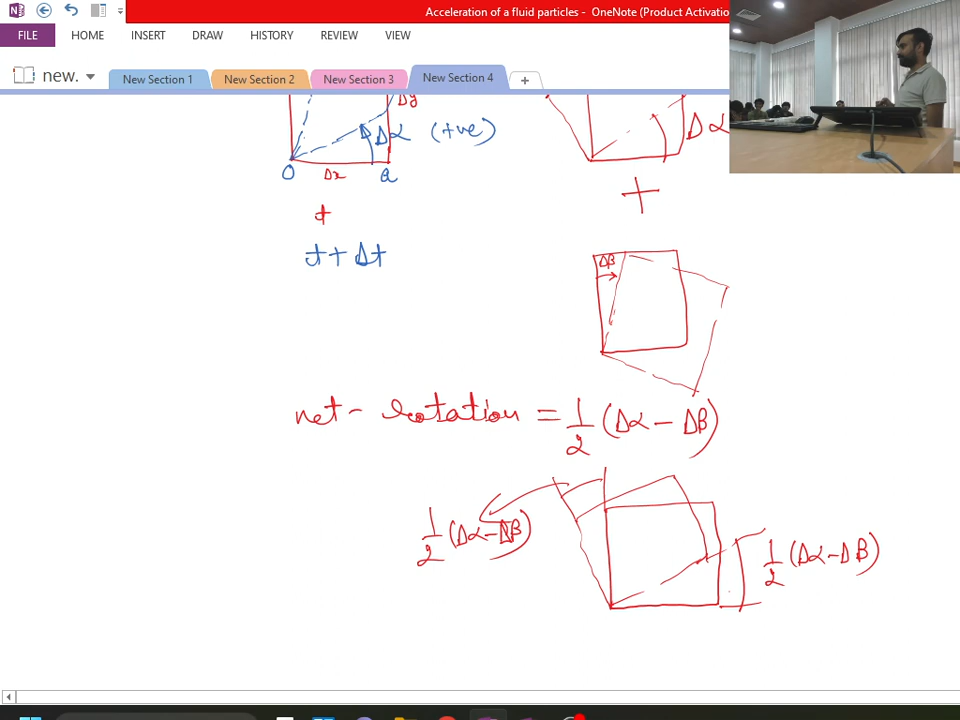 Acceleration of a fluid particles - OneNote (Product Activatio
FILE HOME INSERT DRAW HISTORY REVIEW VIEW
new. New Section 1 New Section 2 New Section 3 New Section 4
Δy
Δα (+ve)
Δα
O Δx a
t
+
t + Δt
Δβ
net- rotation = 1/2 (Δα - Δβ)
1/2 (Δα - Δβ)
1/2 (Δα - Δβ)